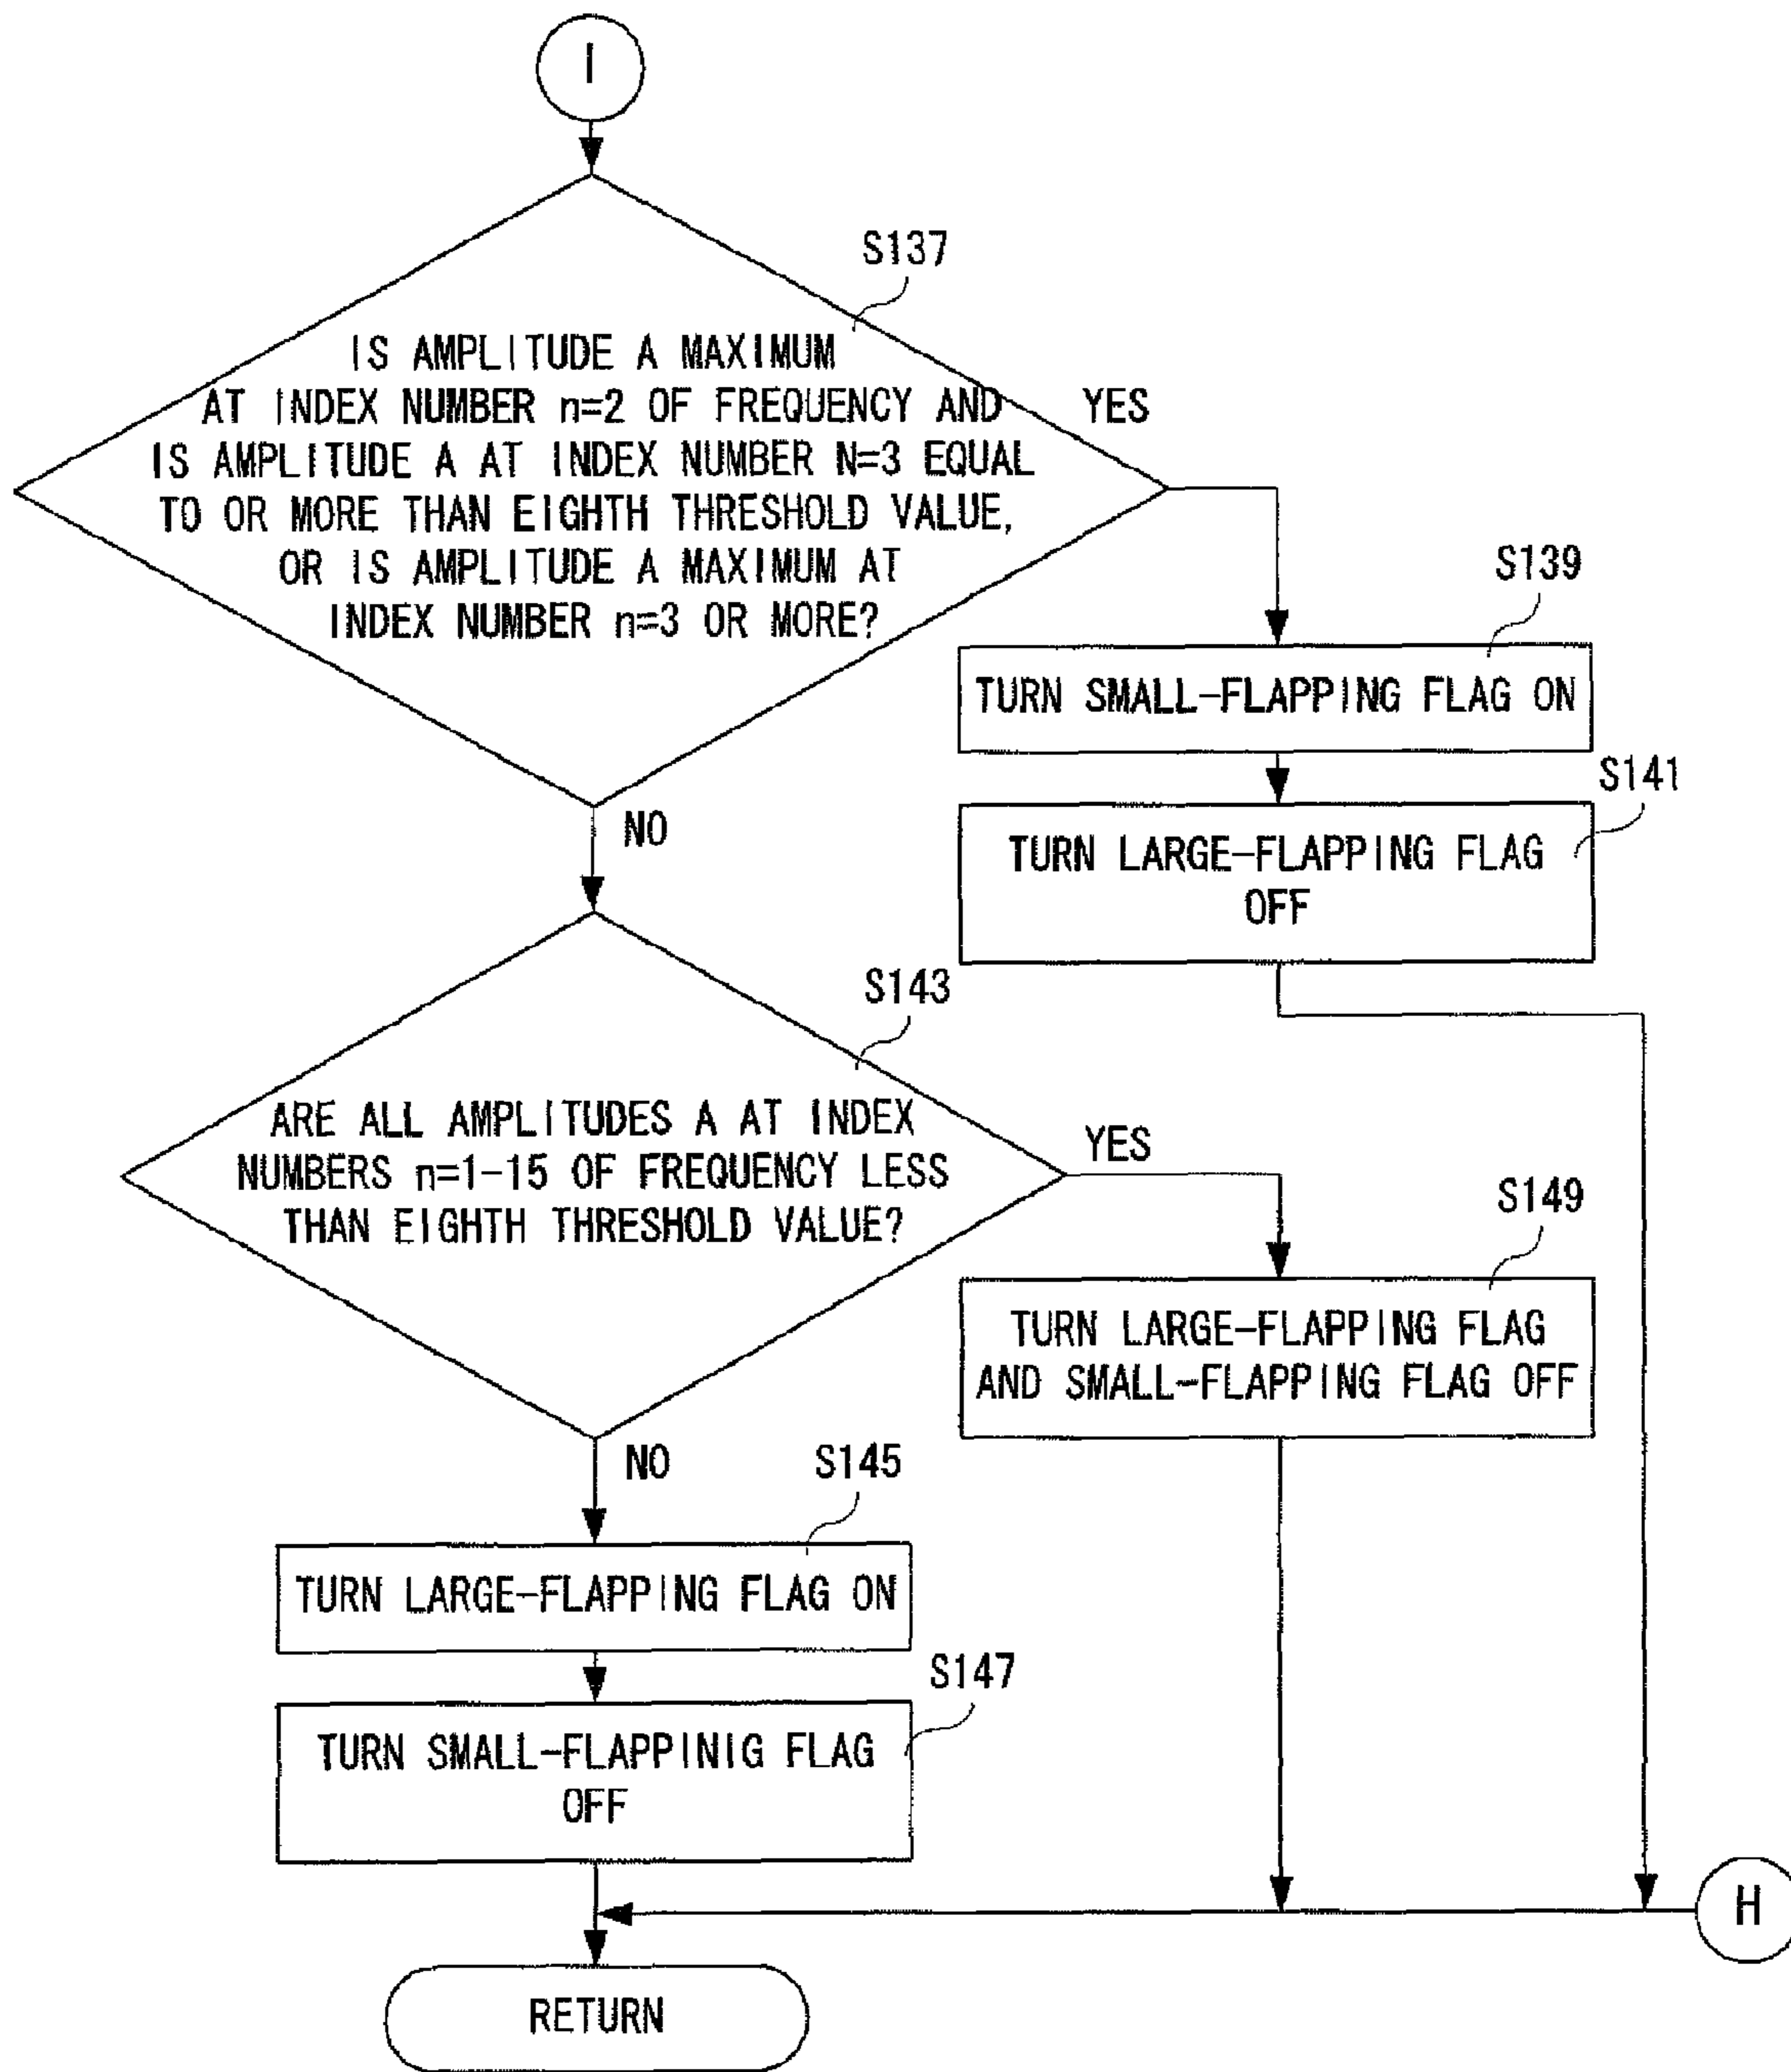 I
S137
IS AMPLITUDE A MAXIMUM
AT INDEX NUMBER n=2 OF FREQUENCY AND
IS AMPLITUDE A AT INDEX NUMBER N=3 EQUAL
TO OR MORE THAN EIGHTH THRESHOLD VALUE,
OR IS AMPLITUDE A MAXIMUM AT
INDEX NUMBER n=3 OR MORE?
YES
NO
S139
TURN SMALL-FLAPPING FLAG ON
S141
TURN LARGE-FLAPPING FLAG
OFF
S143
ARE ALL AMPLITUDES A AT INDEX
NUMBERS n=1-15 OF FREQUENCY LESS
THAN EIGHTH THRESHOLD VALUE?
YES
NO
S149
TURN LARGE-FLAPPING FLAG
AND SMALL-FLAPPING FLAG OFF
S145
TURN LARGE-FLAPPING FLAG ON
S147
TURN SMALL-FLAPPINIG FLAG
OFF
H
RETURN